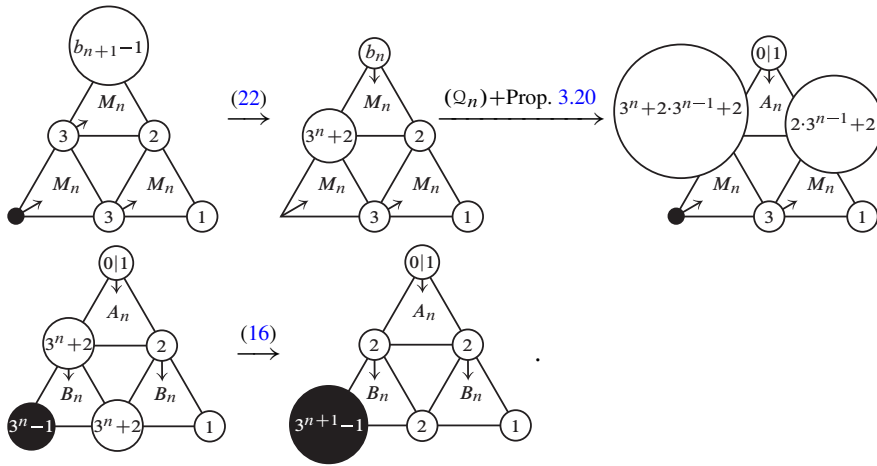 b_{n+1}−1
M_n
3 2
M_n M_n
3 1
(22)
b_n
M_n
3^n+2 2
M_n M_n
3 1
(Q_n)+Prop. 3.20
0|1
A_n
3^n+2·3^{n−1}+2 2·3^{n−1}+2
M_n M_n
3 1
0|1
A_n
3^n+2 2
B_n B_n
3^n−1 3^n+2 1
(16)
0|1
A_n
2 2
B_n B_n
3^{n+1}−1 2 1
.